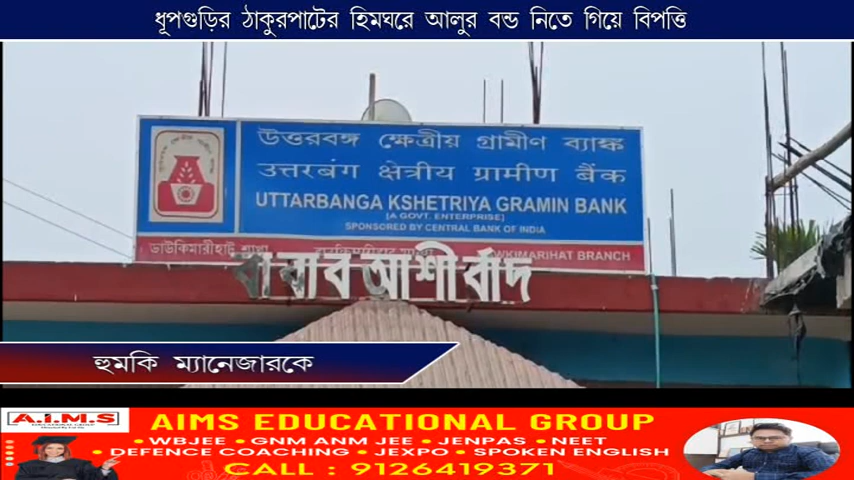 ধূপগুড়ির ঠাকুরপাটের হিমঘরে আলুর বন্ড নিতে গিয়ে বিপত্তি
উত্তরবঙ্গ ক্ষেত্রীয় গ্রামীণ ব্যাঙ্ক
उत्तरबंग क्षेत्रीय ग्रामीण बैंक
UTTARBANGA KSHETRIYA GRAMIN BANK
[A GOVT. ENTERPRISE]
SPONSORED BY CENTRAL BANK OF INDIA
ডাউকিমারীহাট শাখা
WKIMARIHAT BRANCH
বাবার আশীর্বাদ
হুমকি ম্যানেজারকে
A.I.M.S
AIMS EDUCATIONAL GROUP
•WBJEE •GNM ANM JEE •JENPAS •NEET
•DEFENCE COACHING •JEXPO •SPOKEN ENGLISH
CALL : 9126419371